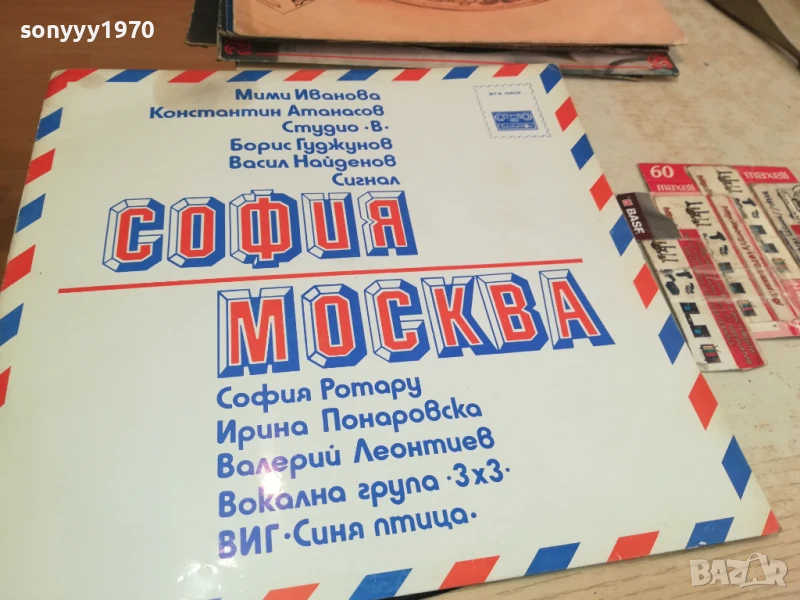 sonyyy1970
Мими Иванова
Константин Атанасов
Студио •В•
Борис Гуджунов
Васил Найденов
Сигнал
СОФИЯ
МОСКВА
София Ротару
Ирина Понаровска
Валерий Леонтиев
Вокална група •3х3•
ВИГ •Синя птица•
60
BASF
BAZAR